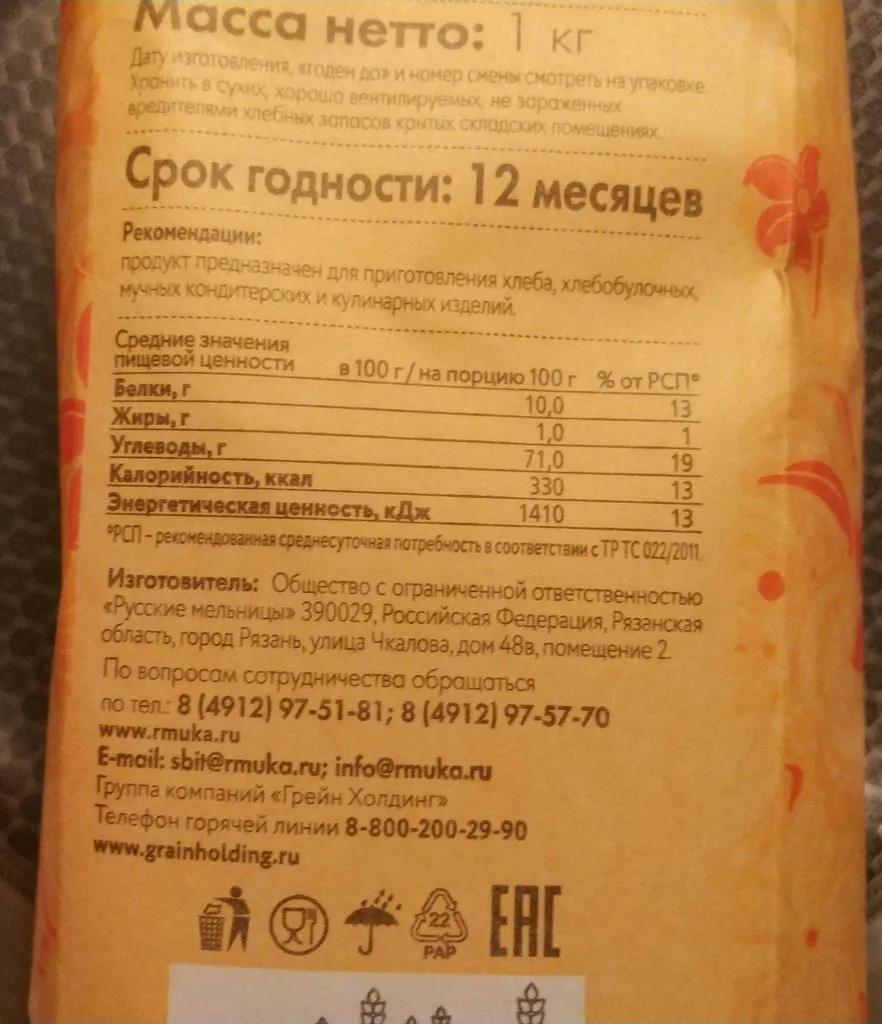 Масса нетто: 1 кг
Дату изготовления, «годен до» и номер смены смотреть на упаковке.
Хранить в сухих, хорошо вентилируемых, не зараженных
вредителями хлебных запасов крытых складских помещениях.
Срок годности: 12 месяцев
Рекомендации:
продукт предназначен для приготовления хлеба, хлебобулочных,
мучных кондитерских и кулинарных изделий.
Средние значения
пищевой ценности в 100 г / на порцию 100 г % от РСП*
Белки, г 10,0 13
Жиры, г 1,0 1
Углеводы, г 71,0 19
Калорийность, ккал 330 13
Энергетическая ценность, кДж 1410 13
*РСП – рекомендованная среднесуточная потребность в соответствии с ТР ТС 022/2011.
Изготовитель: Общество с ограниченной ответственностью
«Русские мельницы» 390029, Российская Федерация, Рязанская
область, город Рязань, улица Чкалова, дом 48в, помещение 2.
По вопросам сотрудничества обращаться
по тел.: 8 (4912) 97-51-81; 8 (4912) 97-57-70
www.rmuka.ru
E-mail: sbit@rmuka.ru; info@rmuka.ru
Группа компаний «Грейн Холдинг»
Телефон горячей линии 8-800-200-29-90
www.grainholding.ru
22
PAP
EAC